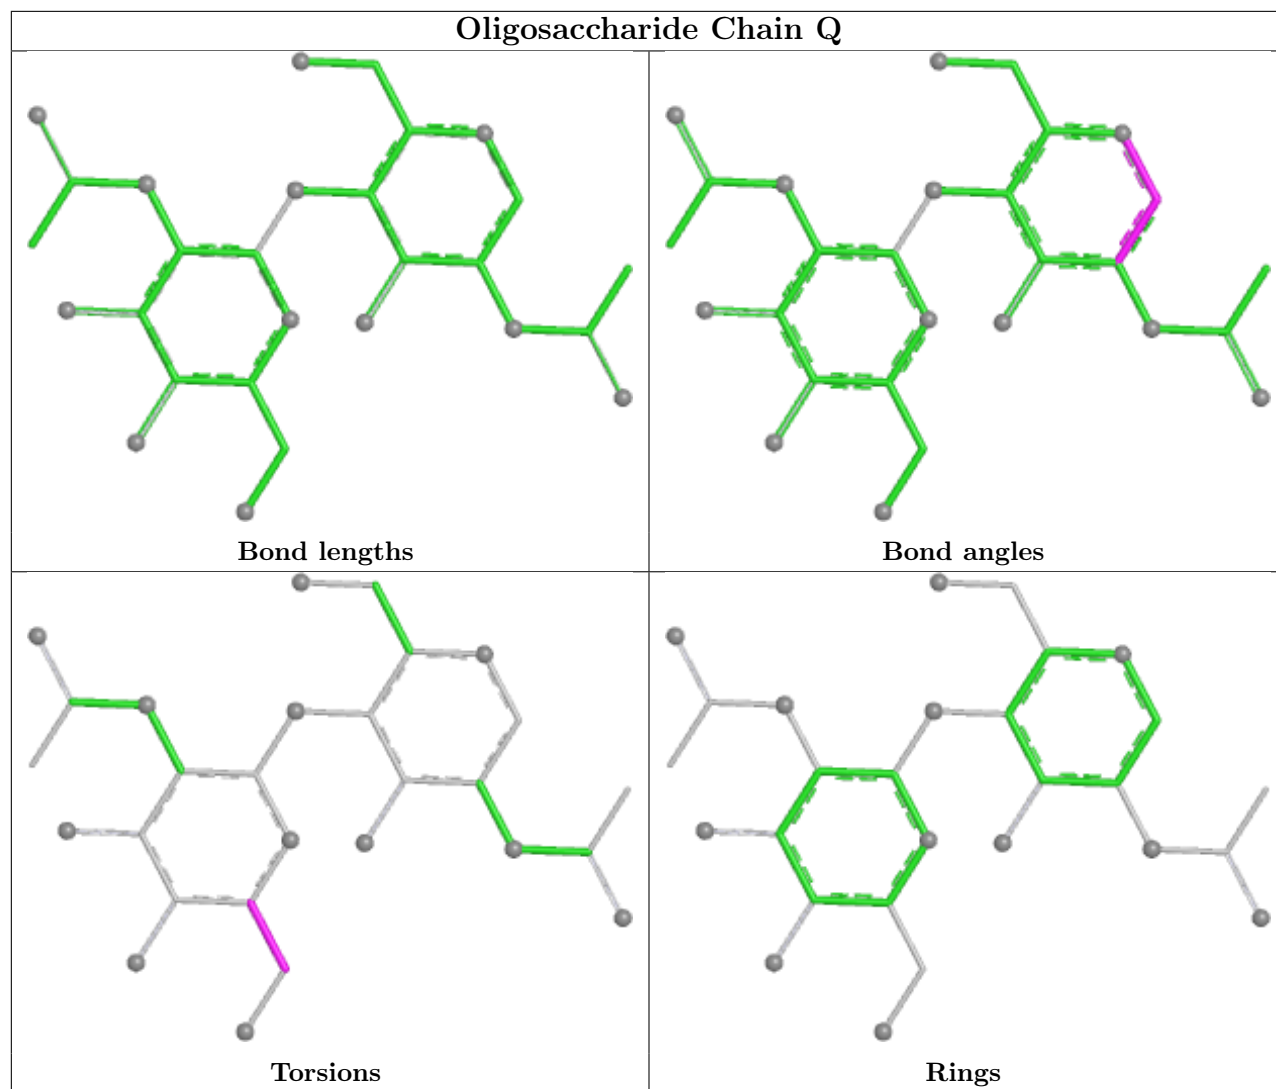 Oligosaccharide Chain Q
Bond lengths
Bond angles
Torsions
Rings